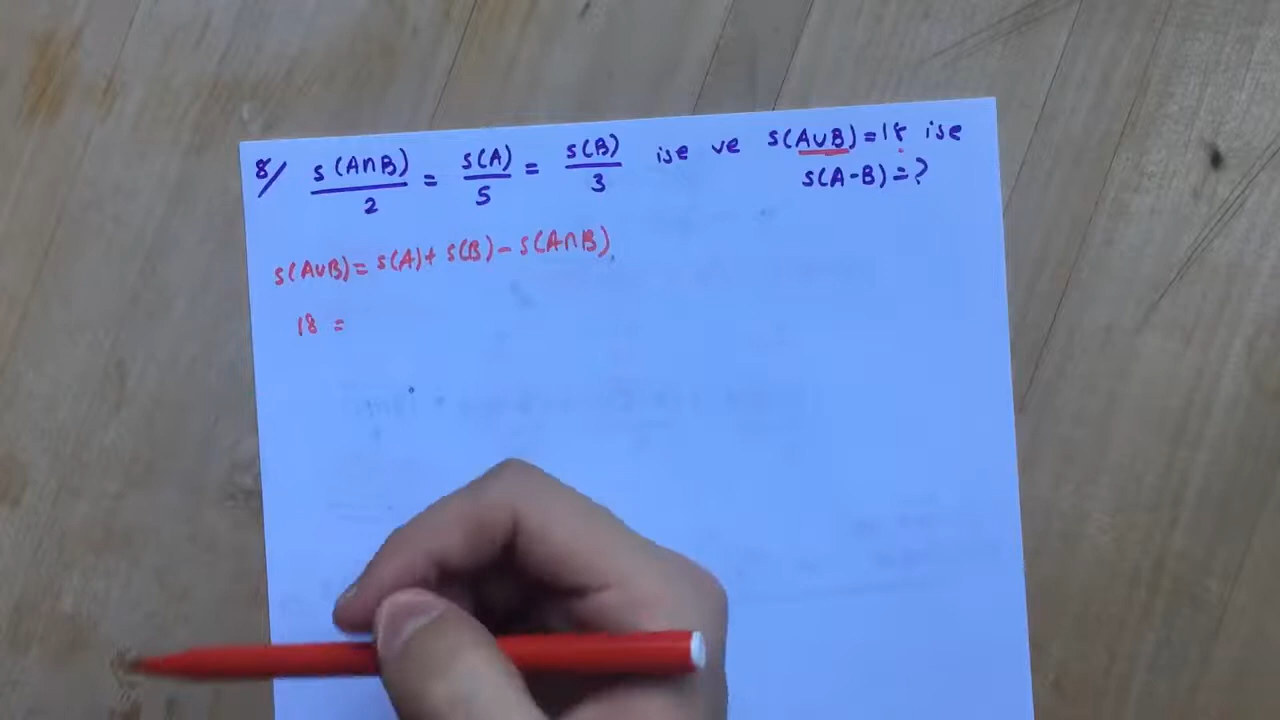 8/ s(A∩B)/2 = s(A)/5 = s(B)/3 ise ve s(A∪B)=18 ise
s(A-B)=?
s(A∪B)= s(A)+ s(B)- s(A∩B)
18 =